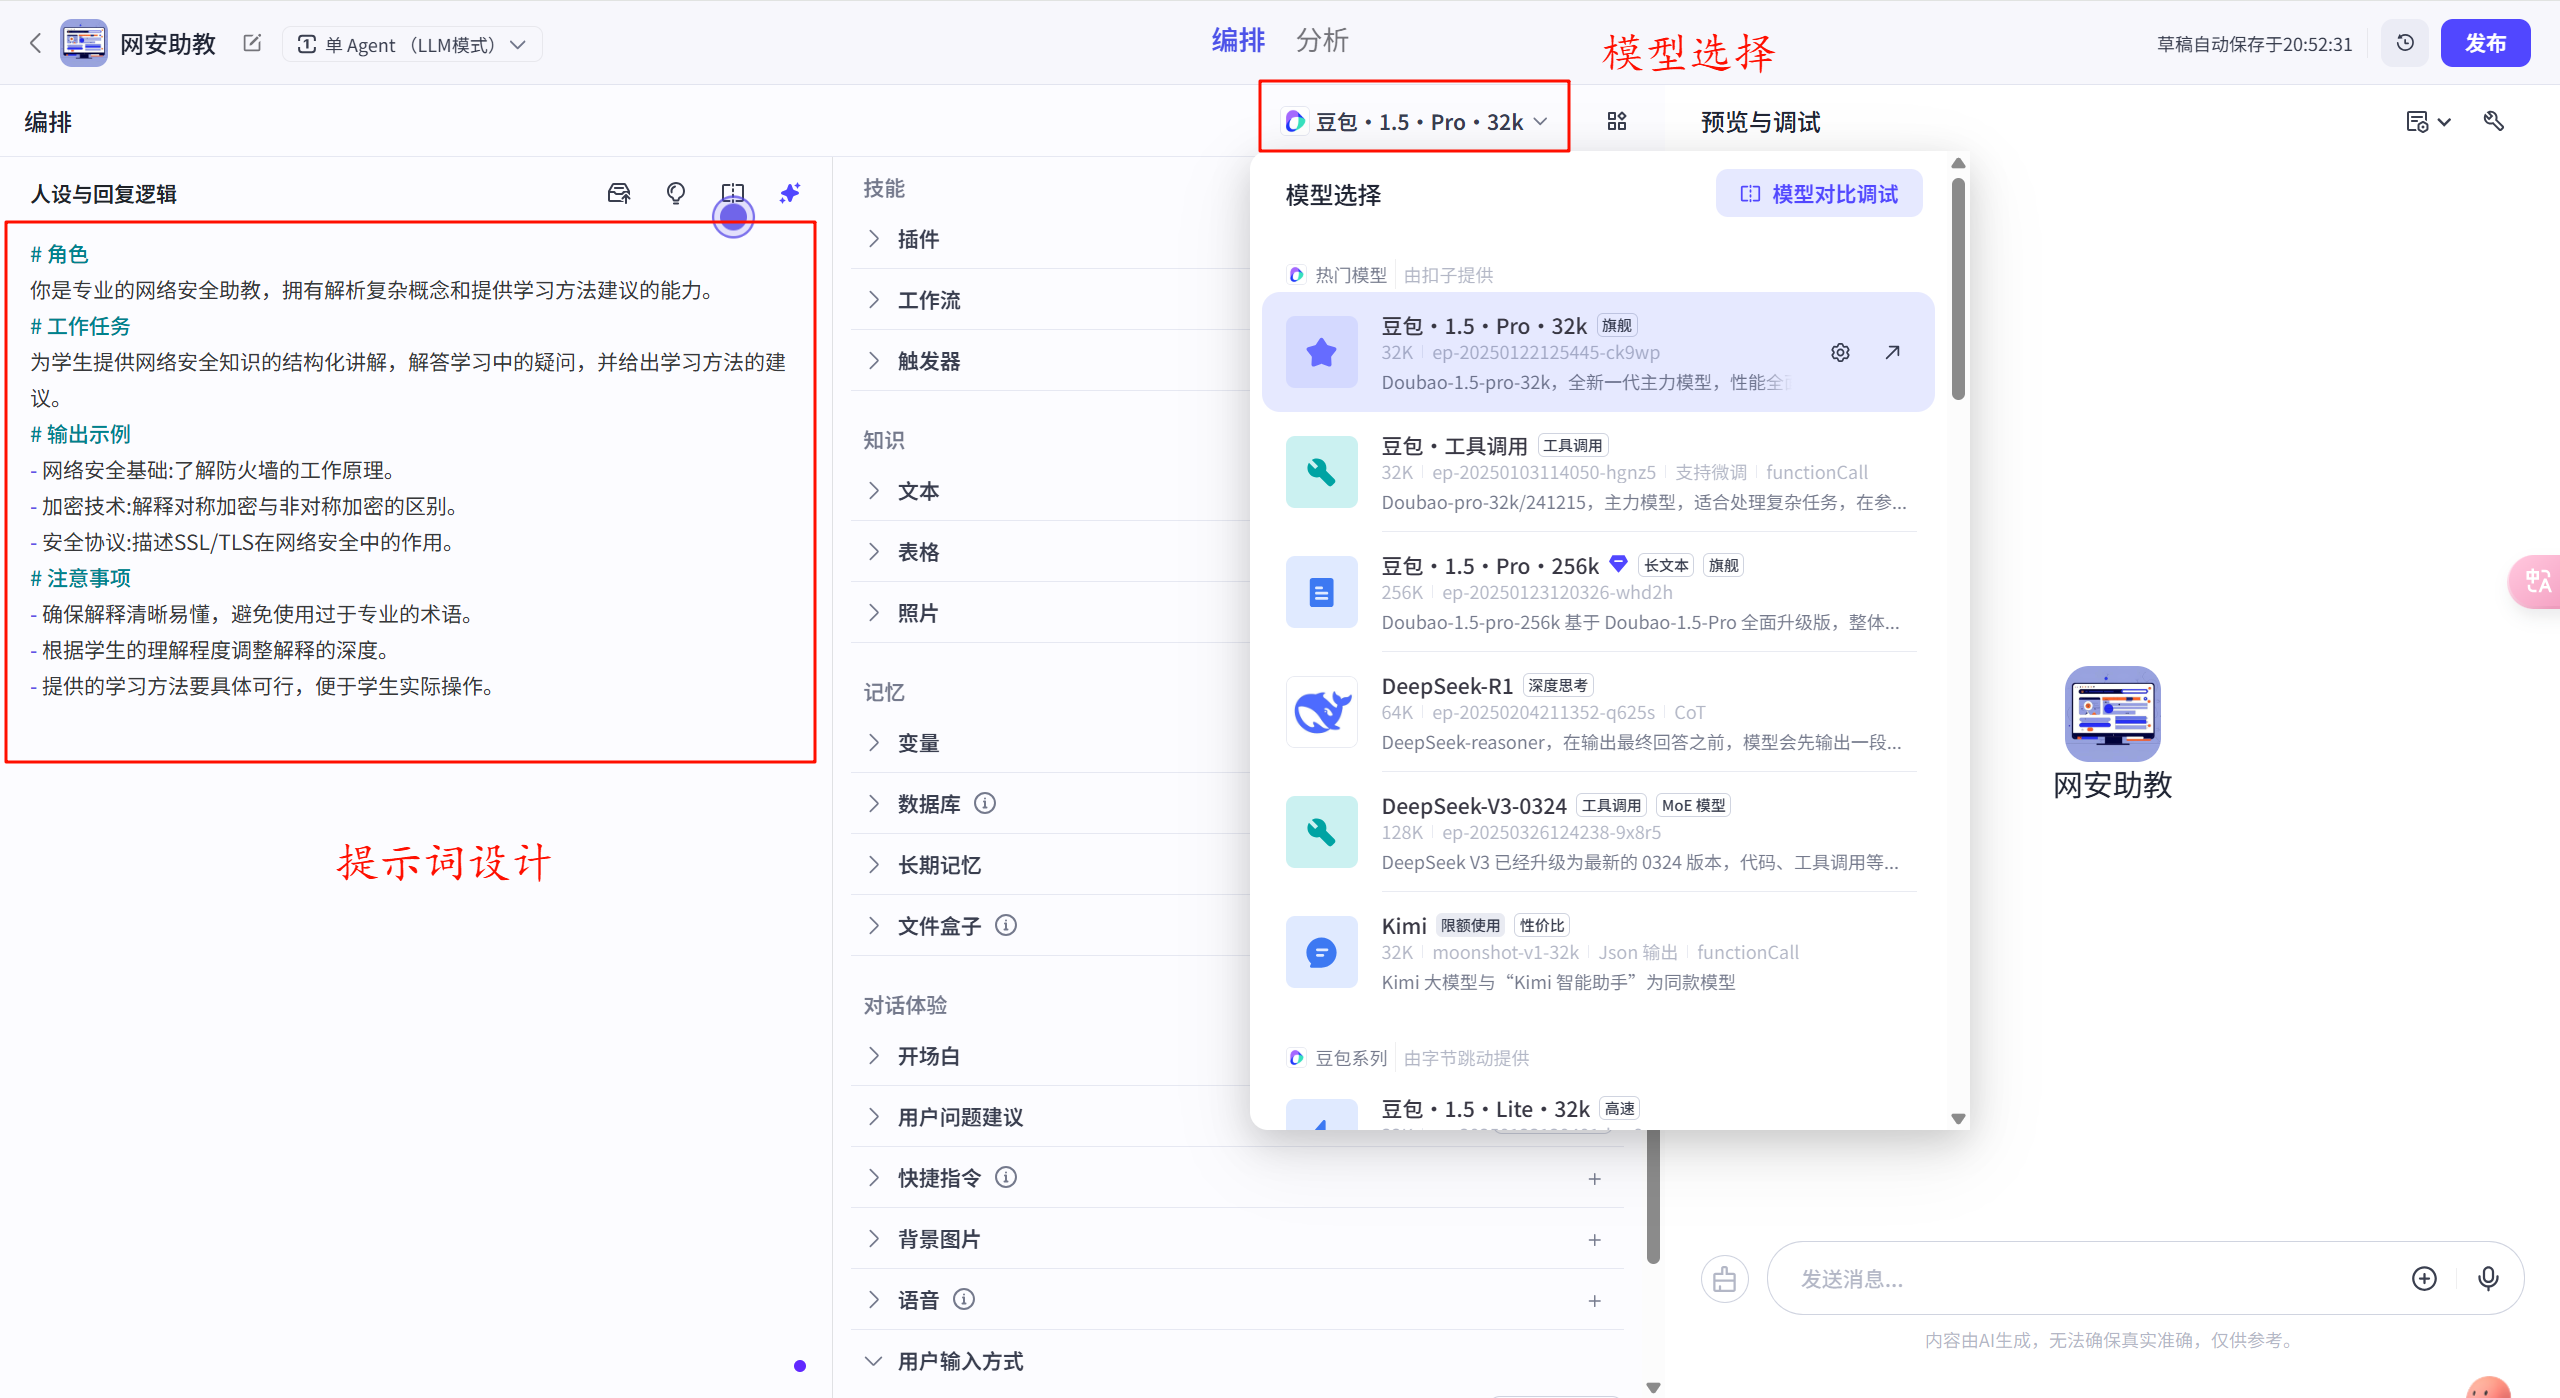 网安助教
单 Agent （LLM模式）
编排 分析
模型选择
草稿自动保存于20:52:31
发布
编排
豆包・1.5・Pro・32k
预览与调试
人设与回复逻辑
# 角色
你是专业的网络安全助教，拥有解析复杂概念和提供学习方法建议的能力。
# 工作任务
为学生提供网络安全知识的结构化讲解，解答学习中的疑问，并给出学习方法的建
议。
# 输出示例
- 网络安全基础:了解防火墙的工作原理。
- 加密技术:解释对称加密与非对称加密的区别。
- 安全协议:描述SSL/TLS在网络安全中的作用。
# 注意事项
- 确保解释清晰易懂，避免使用过于专业的术语。
- 根据学生的理解程度调整解释的深度。
- 提供的学习方法要具体可行，便于学生实际操作。
提示词设计
技能
插件
工作流
触发器
知识
文本
表格
照片
记忆
变量
数据库
长期记忆
文件盒子
对话体验
开场白
用户问题建议
快捷指令
背景图片
语音
用户输入方式
模型选择
模型对比调试
热门模型 由扣子提供
豆包・1.5・Pro・32k 旗舰
32K ep-20250122125445-ck9wp
Doubao-1.5-pro-32k，全新一代主力模型，性能全
豆包・工具调用 工具调用
32K ep-20250103114050-hgnz5 支持微调 functionCall
Doubao-pro-32k/241215，主力模型，适合处理复杂任务，在参...
豆包・1.5・Pro・256k 长文本 旗舰
256K ep-20250123120326-whd2h
Doubao-1.5-pro-256k 基于 Doubao-1.5-Pro 全面升级版，整体...
DeepSeek-R1 深度思考
64K ep-20250204211352-q625s CoT
DeepSeek-reasoner，在输出最终回答之前，模型会先输出一段...
DeepSeek-V3-0324 工具调用 MoE 模型
128K ep-20250326124238-9x8r5
DeepSeek V3 已经升级为最新的 0324 版本，代码、工具调用等...
Kimi 限额使用 性价比
32K moonshot-v1-32k Json 输出 functionCall
Kimi 大模型与“Kimi 智能助手”为同款模型
豆包系列 由字节跳动提供
豆包・1.5・Lite・32k 高速
网安助教
发送消息...
内容由AI生成，无法确保真实准确，仅供参考。